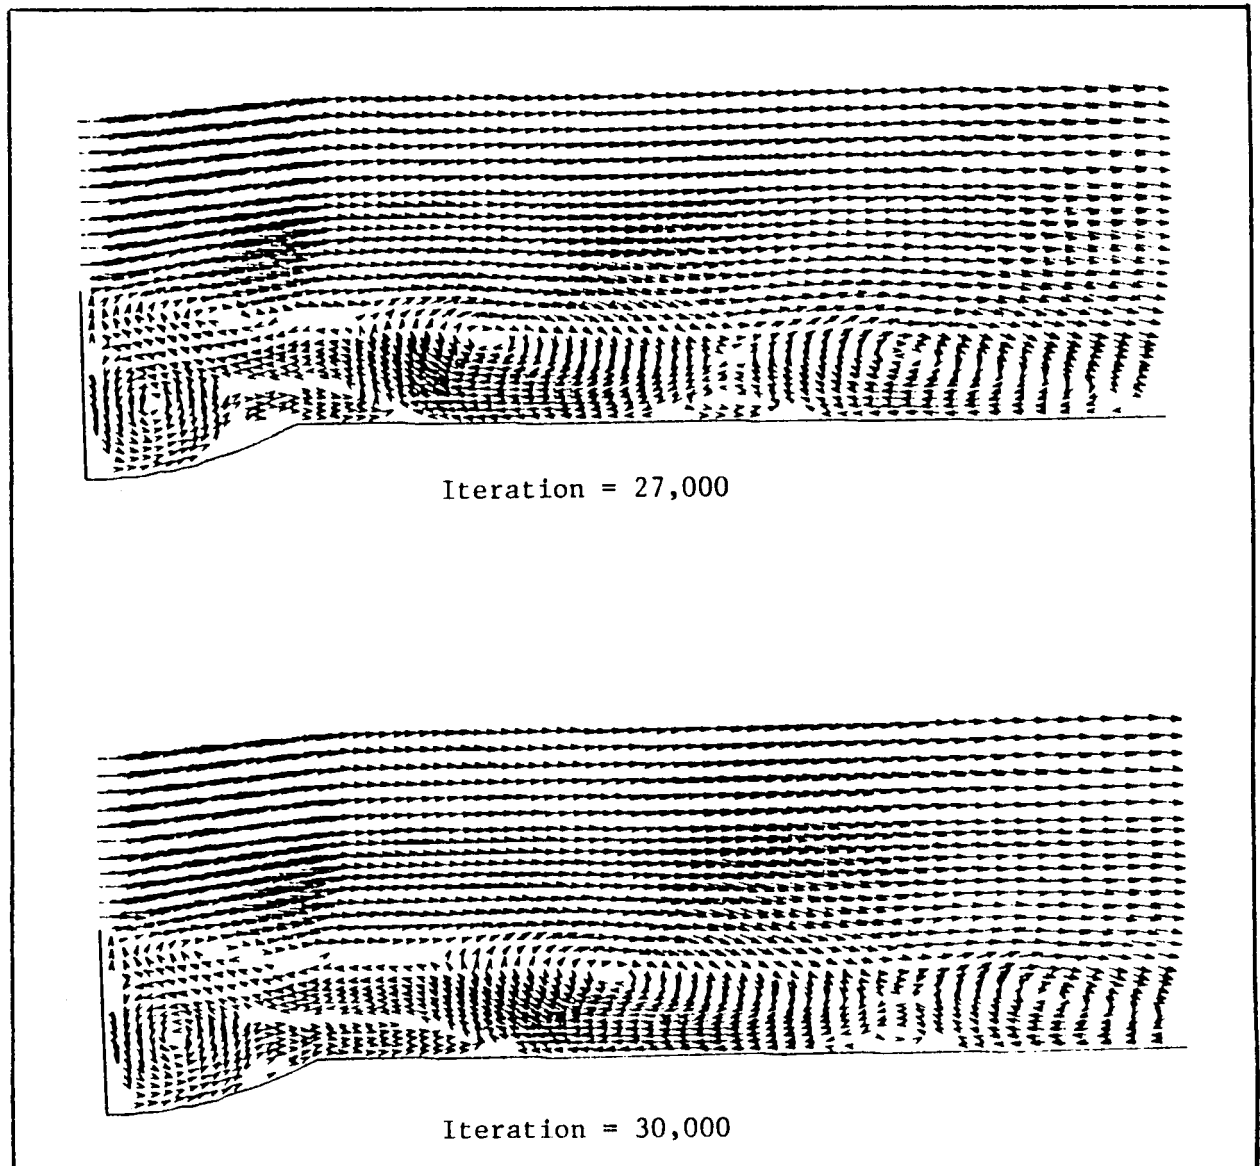 Iteration = 27,000
Iteration = 30,000